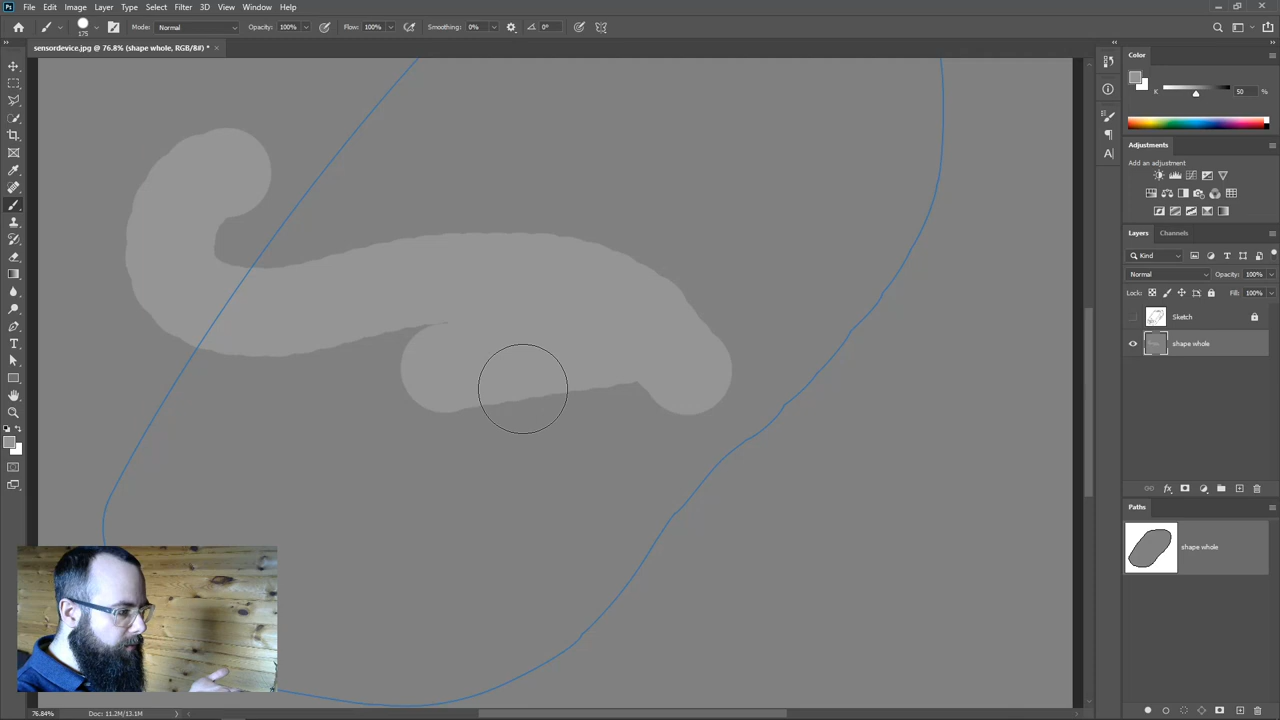 Ps File Edit Image Layer Type Select Filter 3D View Window Help
175 Mode: Normal Opacity: 100% Flow: 100% Smoothing: 0% 0°
sensordevice.jpg @ 76.8% (shape whole, RGB/8#) * ×
Color
K 50 %
Adjustments
Add an adjustment
Layers Channels
Kind
Normal Opacity: 100%
Lock: Fill: 100%
Sketch
shape whole
Paths
shape whole
76.84% Doc: 11.2M/13.1M